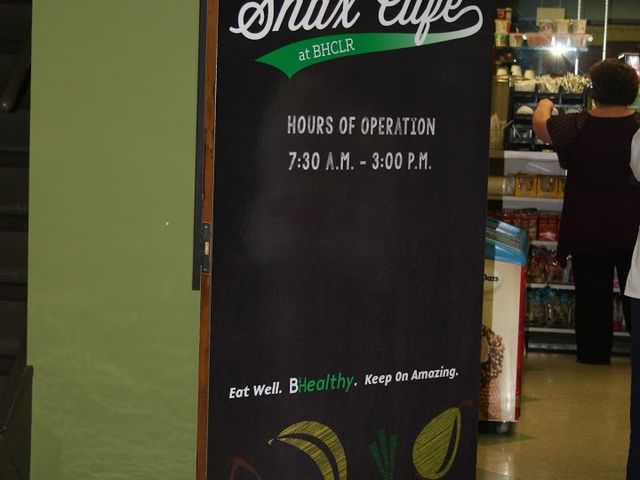 Snax Cafe
at BHCLR
HOURS OF OPERATION
7:30 A.M. - 3:00 P.M.
Eat Well. BHealthy. Keep On Amazing.